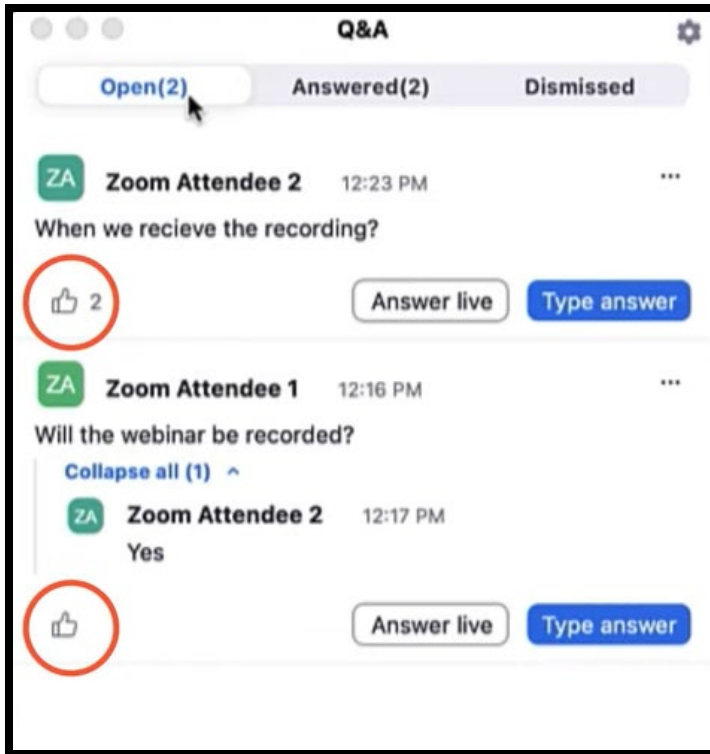 Q&A
Open(2) Answered(2) Dismissed
ZA Zoom Attendee 2 12:23 PM ...
When we recieve the recording?
2 Answer live Type answer
ZA Zoom Attendee 1 12:16 PM ...
Will the webinar be recorded?
Collapse all (1)
ZA Zoom Attendee 2 12:17 PM
Yes
Answer live Type answer